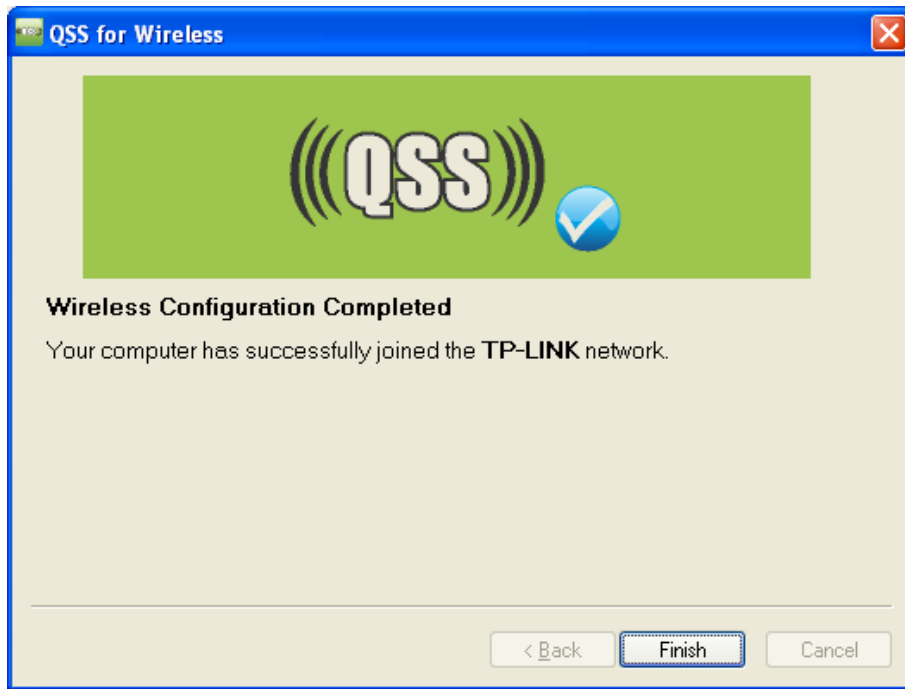 QSS for Wireless
(((QSS)))
Wireless Configuration Completed
Your computer has successfully joined the TP-LINK network.
< Back Finish Cancel